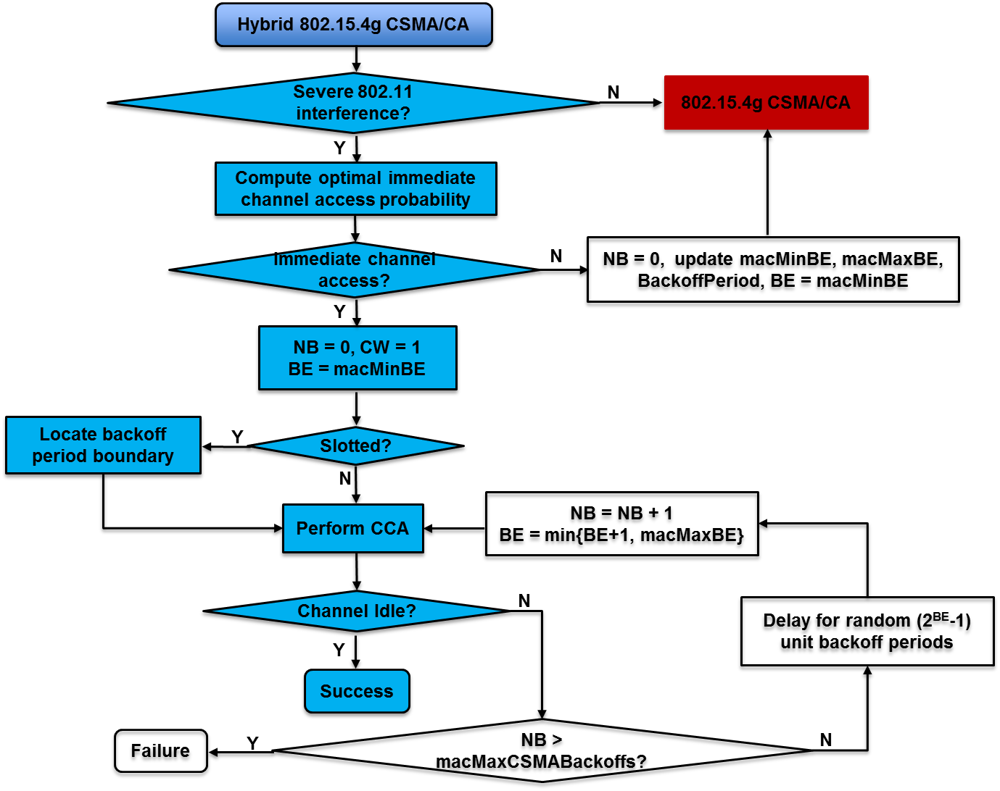 Hybrid 802.15.4g CSMA/CA
Severe 802.11
interference?
N
802.15.4g CSMA/CA
Y
Compute optimal immediate
channel access probability
Immediate channel
access?
N
NB = 0, update macMinBE, macMaxBE,
BackoffPeriod, BE = macMinBE
Y
NB = 0, CW = 1
BE = macMinBE
Slotted?
Y
Locate backoff
period boundary
N
Perform CCA
NB = NB + 1
BE = min{BE+1, macMaxBE}
Channel Idle?
N
Delay for random (2^BE-1)
unit backoff periods
Y
Success
NB >
macMaxCSMABackoffs?
N
Y
Failure